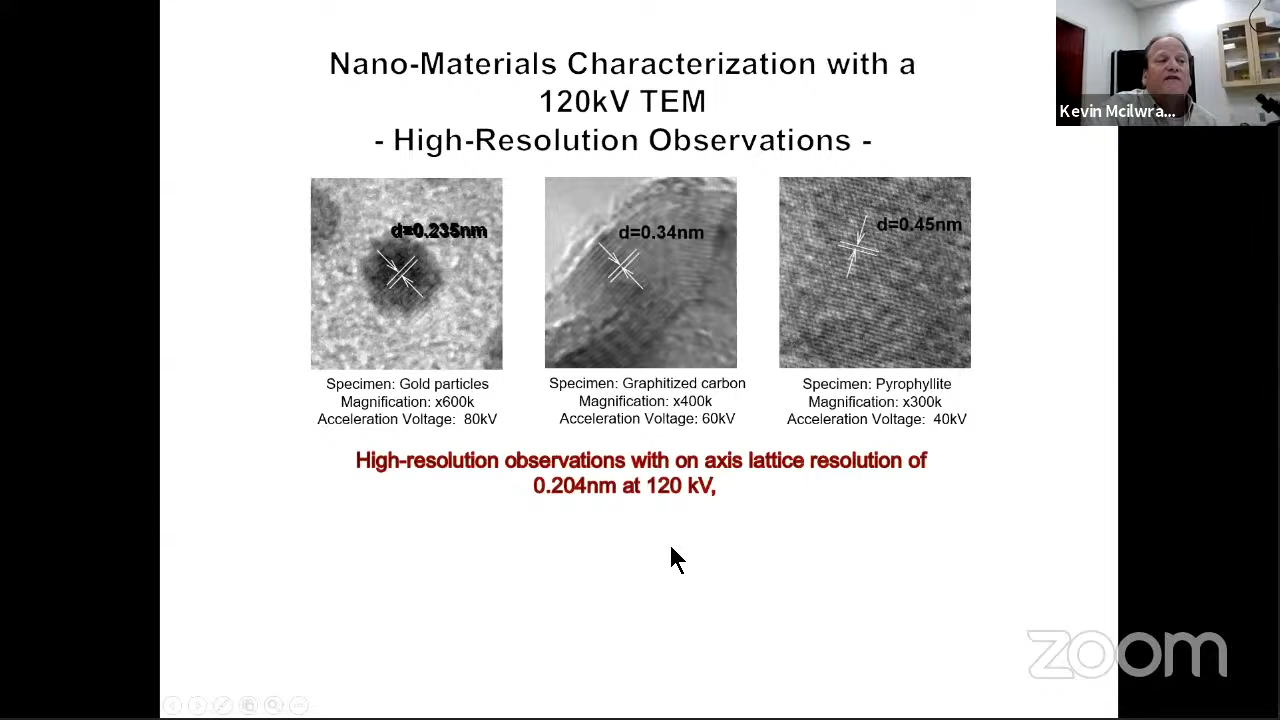 Nano-Materials Characterization with a
120kV TEM
- High-Resolution Observations -
Kevin Mcilwra...
d=0.235nm
d=0.34nm
d=0.45nm
Specimen: Gold particles
Magnification: x600k
Acceleration Voltage: 80kV
Specimen: Graphitized carbon
Magnification: x400k
Acceleration Voltage: 60kV
Specimen: Pyrophyllite
Magnification: x300k
Acceleration Voltage: 40kV
High-resolution observations with on axis lattice resolution of
0.204nm at 120 kV,
zoom